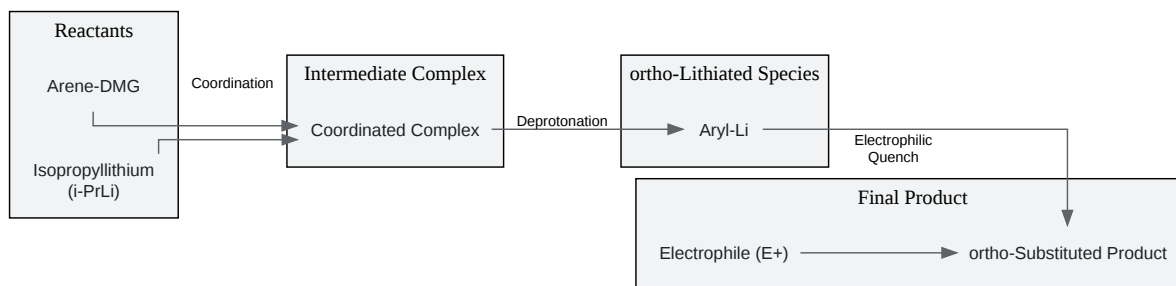 Reactants
Arene-DMG
Isopropyllithium
(i-PrLi)
Coordination
Intermediate Complex
Coordinated Complex
Deprotonation
ortho-Lithiated Species
Aryl-Li
Electrophilic
Quench
Final Product
Electrophile (E+)
ortho-Substituted Product